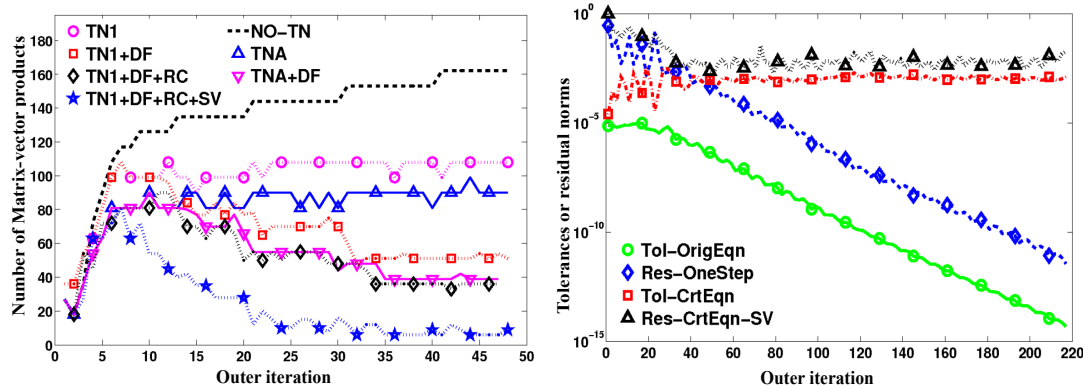 Number of Matrix-vector products
180
160
140
120
100
80
60
40
20
0
TN1
TN1+DF
TN1+DF+RC
TN1+DF+RC+SV
NO-TN
TNA
TNA+DF
0 5 10 15 20 25 30 35 40 45 50
Outer iteration
Tolerances or residual norms
10^0
10^-5
10^-10
10^-15
Tol-OrigEqn
Res-OneStep
Tol-CrtEqn
Res-CrtEqn-SV
0 20 40 60 80 100 120 140 160 180 200 220
Outer iteration